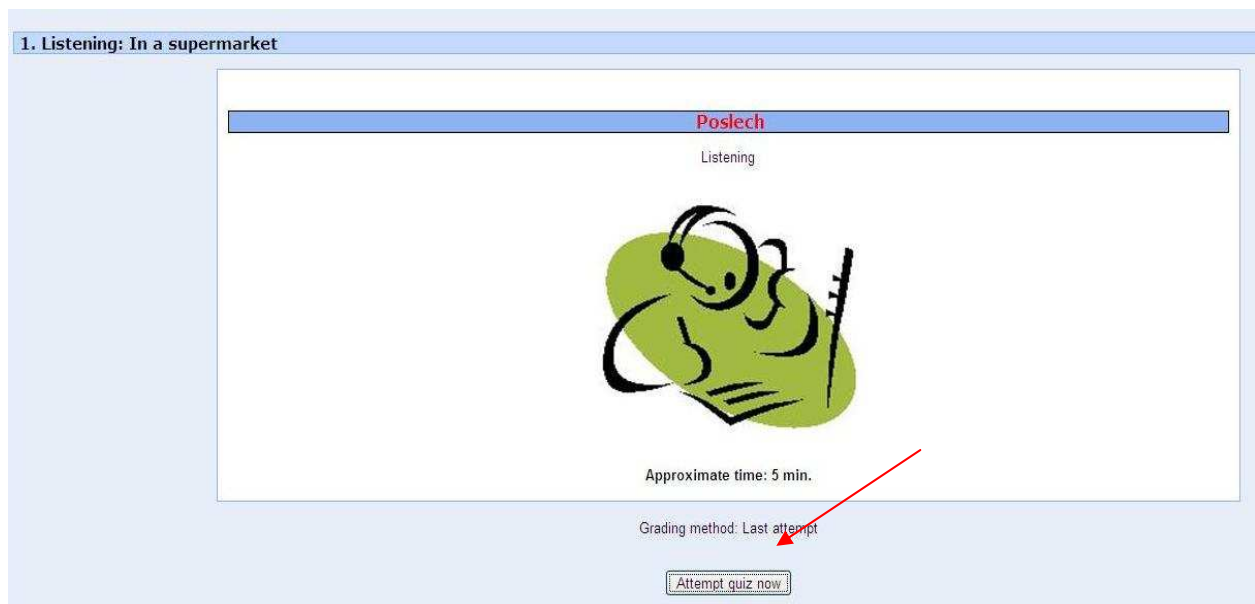 1. Listening: In a supermarket
Poslech
Listening
Approximate time: 5 min.
Grading method: Last attempt
Attempt quiz now